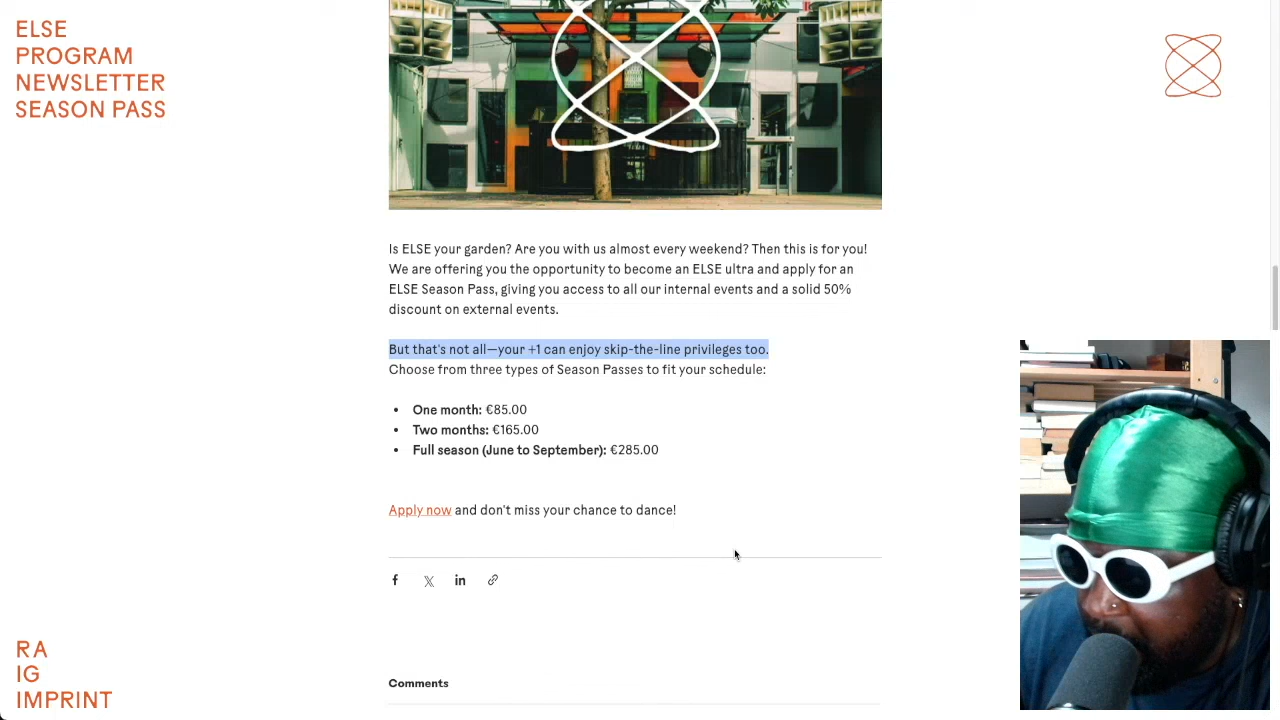 ELSE
PROGRAM
NEWSLETTER
SEASON PASS
Is ELSE your garden? Are you with us almost every weekend? Then this is for you!
We are offering you the opportunity to become an ELSE ultra and apply for an
ELSE Season Pass, giving you access to all our internal events and a solid 50%
discount on external events.
But that's not all—your +1 can enjoy skip-the-line privileges too.
Choose from three types of Season Passes to fit your schedule:
• One month: €85.00
• Two months: €165.00
• Full season (June to September): €285.00
Apply now and don't miss your chance to dance!
Comments
RA
IG
IMPRINT